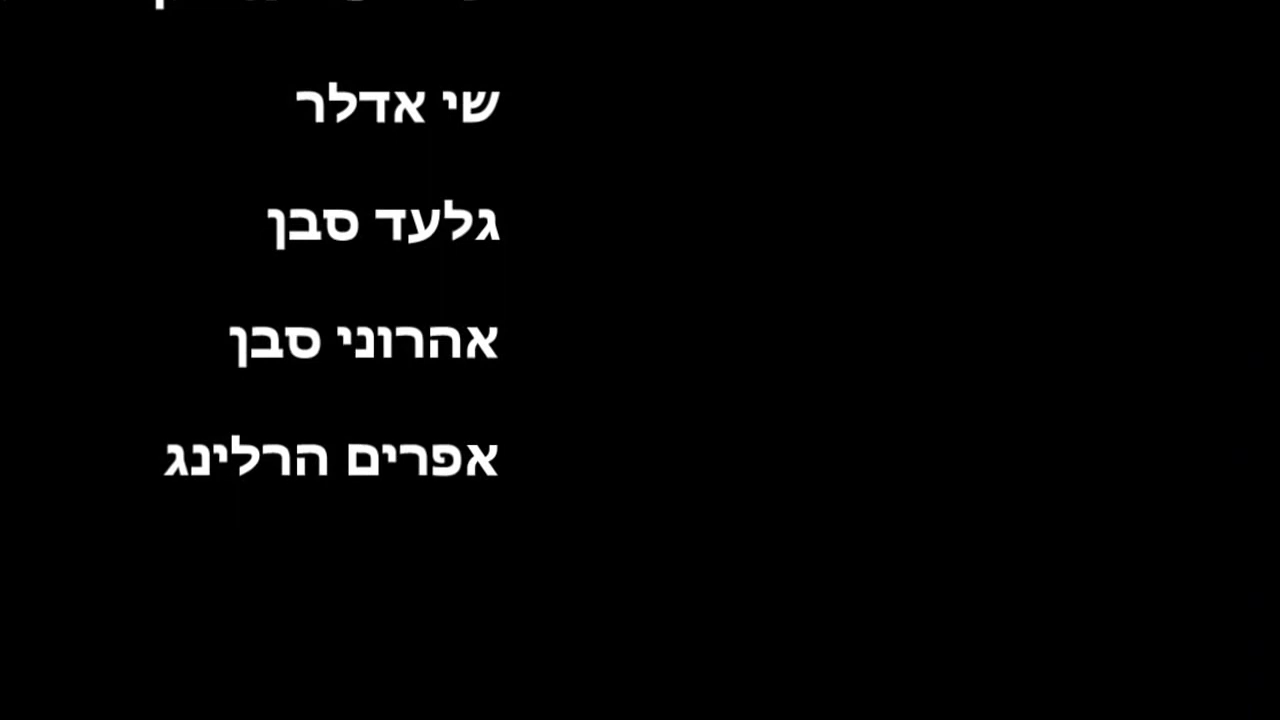 שי אדלר
גלעד סבן
אהרוני סבן
אפרים הרלינג